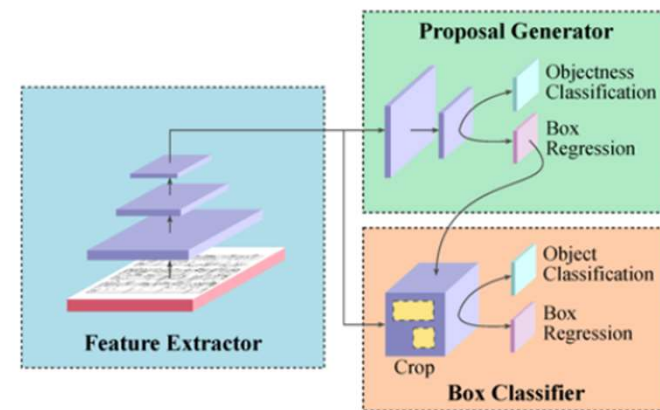 Proposal Generator
Objectness
Classification
Box
Regression
Feature Extractor
Object
Classification
Box
Regression
Crop
Box Classifier